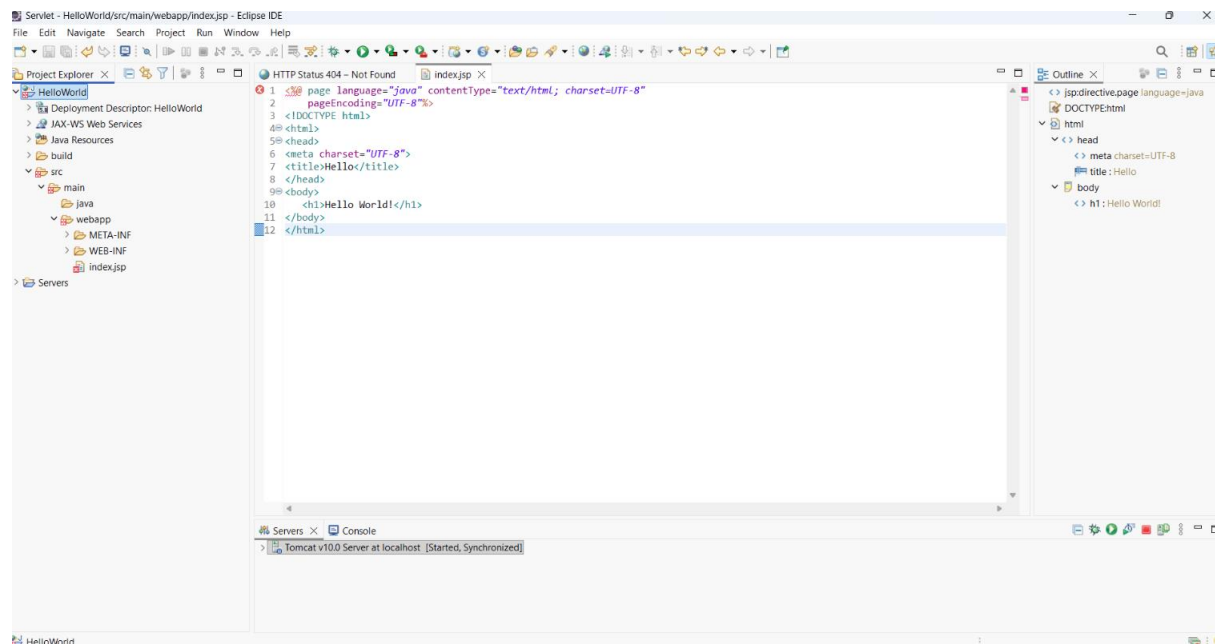 Servlet - HelloWorld/src/main/webapp/index.jsp - Eclipse IDE
File Edit Navigate Search Project Run Window Help
Project Explorer
HelloWorld
Deployment Descriptor: HelloWorld
JAX-WS Web Services
Java Resources
build
src
main
java
webapp
META-INF
WEB-INF
index.jsp
Servers
HTTP Status 404 – Not Found
index.jsp
1 <%@ page language="java" contentType="text/html; charset=UTF-8"
2 pageEncoding="UTF-8"%>
3 <!DOCTYPE html>
4 <html>
5 <head>
6 <meta charset="UTF-8">
7 <title>Hello</title>
8 </head>
9 <body>
10 <h1>Hello World!</h1>
11 </body>
12 </html>
Outline
jsp:directive.page language=java
DOCTYPE:html
html
head
meta charset=UTF-8
title : Hello
body
h1 : Hello World!
Servers
Console
Tomcat v10.0 Server at localhost [Started, Synchronized]
HelloWorld